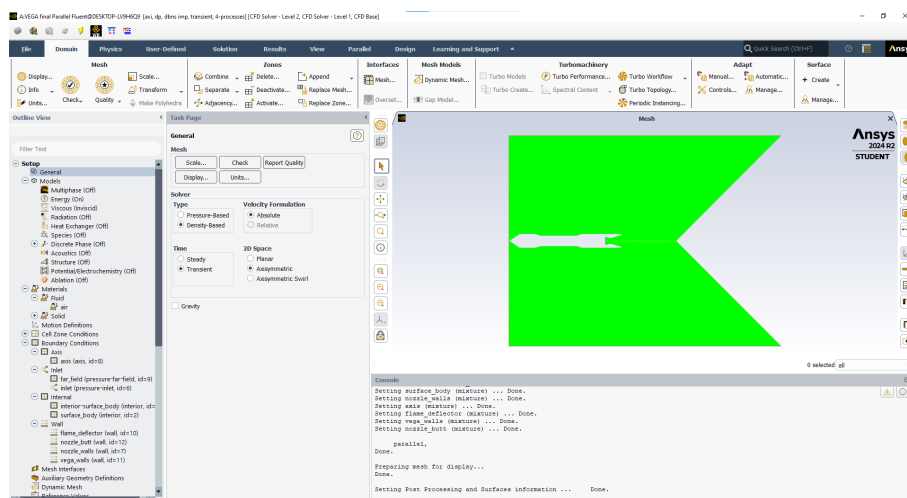 A:VEGA final Parallel Fluent@DESKTOP-LV9H6Q9 [axi, dp, dbns imp, transient, 4-processes] [CFD Solver - Level 2, CFD Solver - Level 1, CFD Base]
File Domain Physics User-Defined Solution Results View Parallel Design Learning and Support Quick Search (Ctrl+F) Ansys
Mesh Zones Interfaces Mesh Models Turbomachinery Adapt Surface
Display... Scale... Combine Delete... Append Mesh... Dynamic Mesh... Turbo Models Turbo Performance... Turbo Workflow Manual... Automatic... + Create
Info Check Quality Transform Separate Deactivate... Replace Mesh... Turbo Create... Spectral Content Turbo Topology... Controls... Manage...
Units... Make Polyhedra Adjacency... Activate... Replace Zone... Overset... Gap Model... Periodic Instancing... Manage...
Outline View
Filter Text
Setup
General
Models
Multiphase (Off)
Energy (On)
Viscous (Inviscid)
Radiation (Off)
Heat Exchanger (Off)
Species (Off)
Discrete Phase (Off)
Acoustics (Off)
Structure (Off)
Potential/Electrochemistry (Off)
Ablation (Off)
Materials
Fluid
air
Solid
Motion Definitions
Cell Zone Conditions
Boundary Conditions
Axis
axis (axis, id=8)
Inlet
far_field (pressure-far-field, id=9)
inlet (pressure-inlet, id=6)
Internal
interior-surface_body (interior, id=
surface_body (interior, id=2)
Wall
flame_deflector (wall, id=10)
nozzle_butt (wall, id=12)
nozzle_walls (wall, id=7)
vega_walls (wall, id=11)
Mesh Interfaces
Auxiliary Geometry Definitions
Dynamic Mesh
Reference Values
Task Page
General
Mesh
Scale... Check Report Quality
Display... Units...
Solver
Type Velocity Formulation
Pressure-Based Absolute
Density-Based Relative
Time 2D Space
Steady Planar
Transient Axisymmetric
Axisymmetric Swirl
Gravity
Mesh
Ansys
2024 R2
STUDENT
0 selected all
Console
Setting surface_body (mixture) ... Done.
Setting nozzle_walls (mixture) ... Done.
Setting axis (mixture) ... Done.
Setting flame_deflector (mixture) ... Done.
Setting vega_walls (mixture) ... Done.
Setting nozzle_butt (mixture) ... Done.
parallel,
Done.
Preparing mesh for display...
Done.
Setting Post Processing and Surfaces information ... Done.